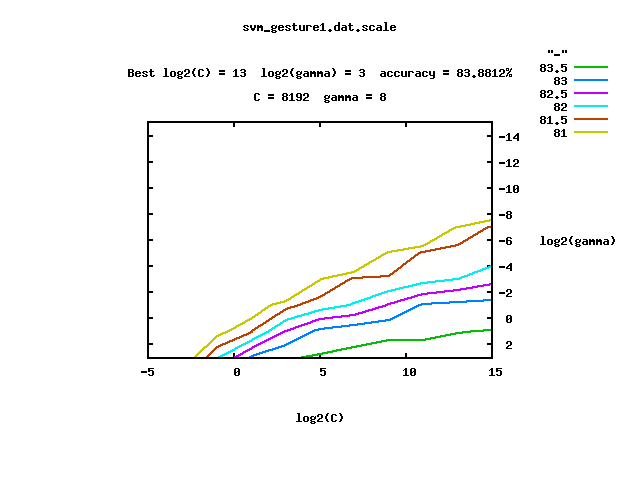 svm_gesture1.dat.scale
Best log2(C) = 13  log2(gamma) = 3  accuracy = 83.8812%
C = 8192  gamma = 8
"-"
83.5
83
82.5
82
81.5
81
-14
-12
-10
-8
-6
-4
-2
0
2
log2(gamma)
-5 0 5 10 15
log2(C)